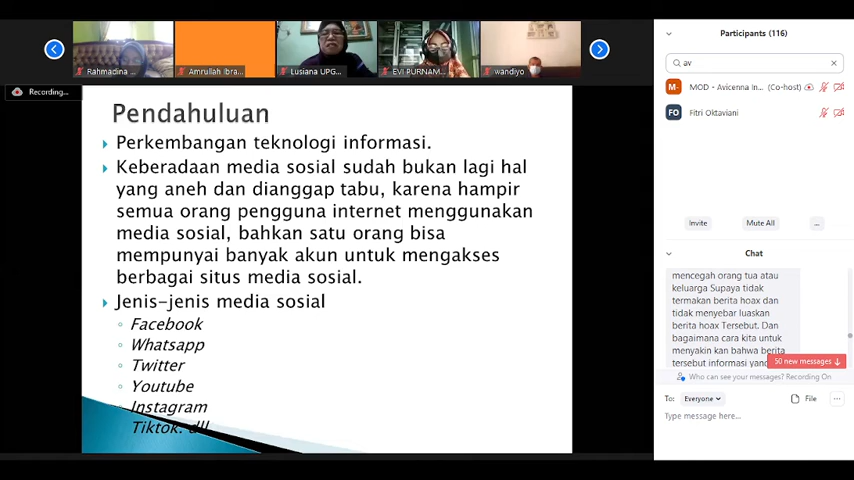 Rahmadina
Amrullah Ibra...
Lusiana UPG...
EVI PURNAM...
wandiyo
Recording...
Pendahuluan
Perkembangan teknologi informasi.
Keberadaan media sosial sudah bukan lagi hal
yang aneh dan dianggap tabu, karena hampir
semua orang pengguna internet menggunakan
media sosial, bahkan satu orang bisa
mempunyai banyak akun untuk mengakses
berbagai situs media sosial.
Jenis-jenis media sosial
Facebook
Whatsapp
Twitter
Youtube
Instagram
Tiktok. dll
Participants (116)
av
M- MOD - Avicenna In... (Co-host)
FO Fitri Oktaviani
Invite
Mute All
...
Chat
mencegah orang tua atau
keluarga Supaya tidak
termakan berita hoax dan
tidak menyebar luaskan
berita hoax Tersebut. Dan
bagaimana cara kita untuk
menyakin kan bahwa berita
tersebut informasi yang
50 new messages
Who can see your messages? Recording On
To: Everyone
File
...
Type message here...